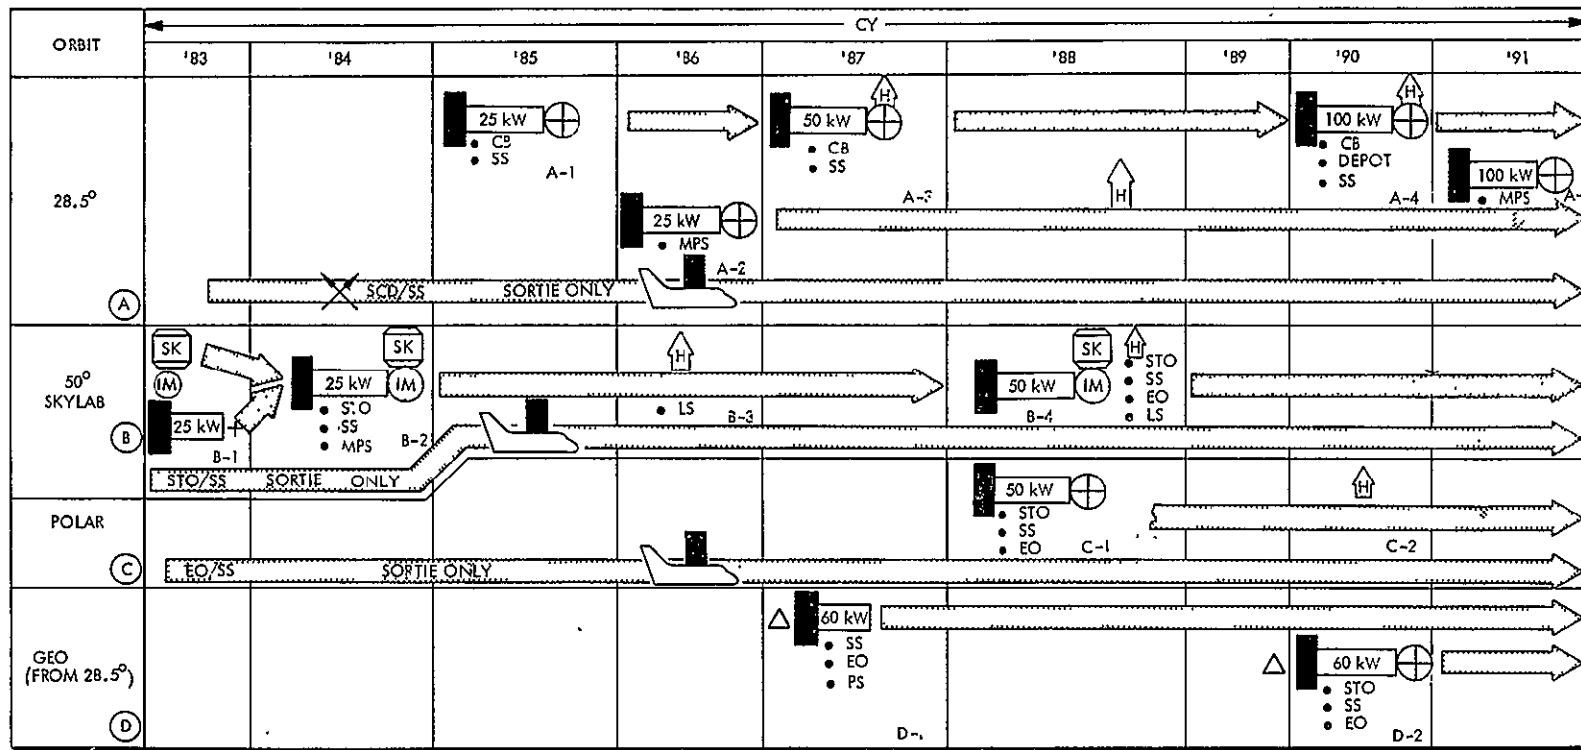 CY
ORBIT
'83 '84 '85 '86 '87 '88 '89 '90 '91
28.5°
A
25 kW
• CB
• SS
A-1
25 kW
• MPS
A-2
H
50 kW
• CB
• SS
A-3
H
H
100 kW
• CB
• DEPOT
• SS
A-4
100 kW
• MPS
SCD/SS SORTIE ONLY
50°
SKYLAB
B
SK
IM
25 kW
B-1
SK
25 kW IM
• STO
• SS
• MPS
B-2
H
• LS
B-3
SK
50 kW IM
B-4
H
• STO
• SS
• EO
• LS
STO/SS SORTIE ONLY
POLAR
C
50 kW
• STO
• SS
• EO
C-1
H
C-2
EO/SS SORTIE ONLY
GEO
(FROM 28.5°)
D
60 kW
• SS
• EO
• PS
60 kW
• STO
• SS
• EO
D-2